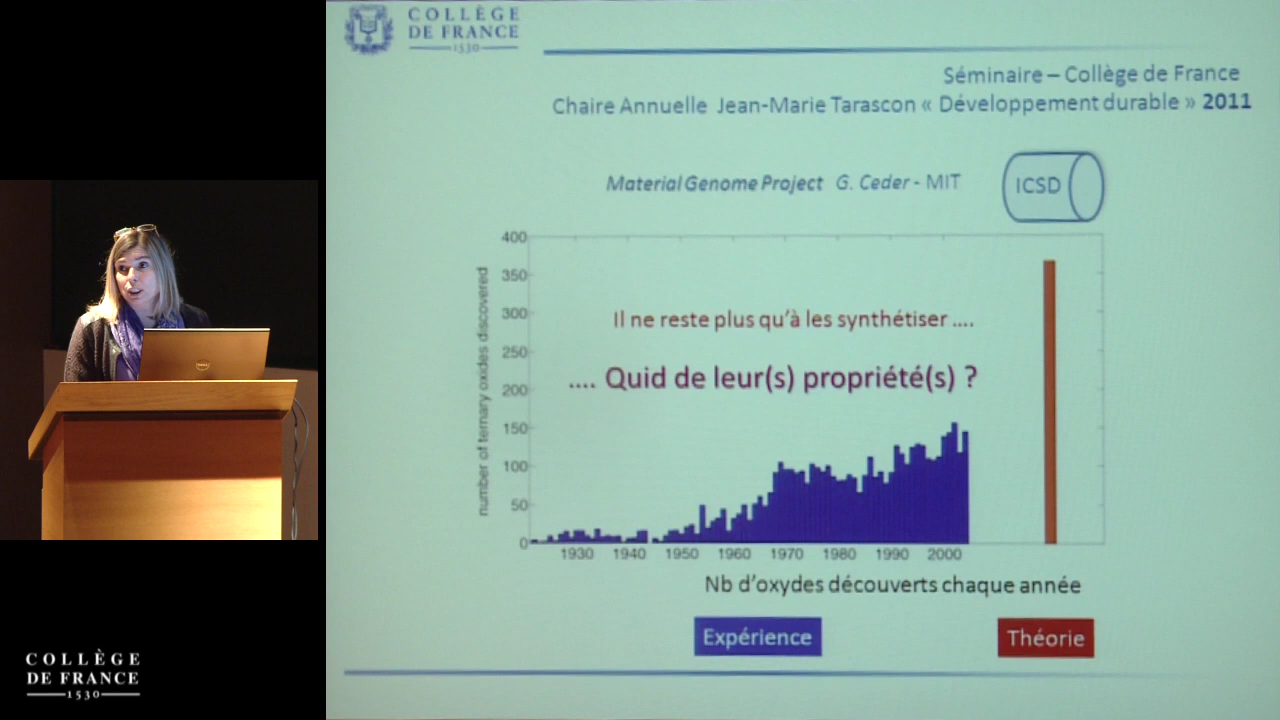 COLLÈGE
DE FRANCE
1530
Séminaire – Collège de France
Chaire Annuelle Jean-Marie Tarascon « Développement durable » 2011
Material Genome Project G. Ceder - MIT
ICSD
400
350
300
250
200
150
100
50
0
number of ternary oxides discovered
Il ne reste plus qu'à les synthétiser ....
.... Quid de leur(s) propriété(s) ?
1930 1940 1950 1960 1970 1980 1990 2000
Nb d'oxydes découverts chaque année
Expérience
Théorie
DELL
COLLÈGE
DE FRANCE
1530